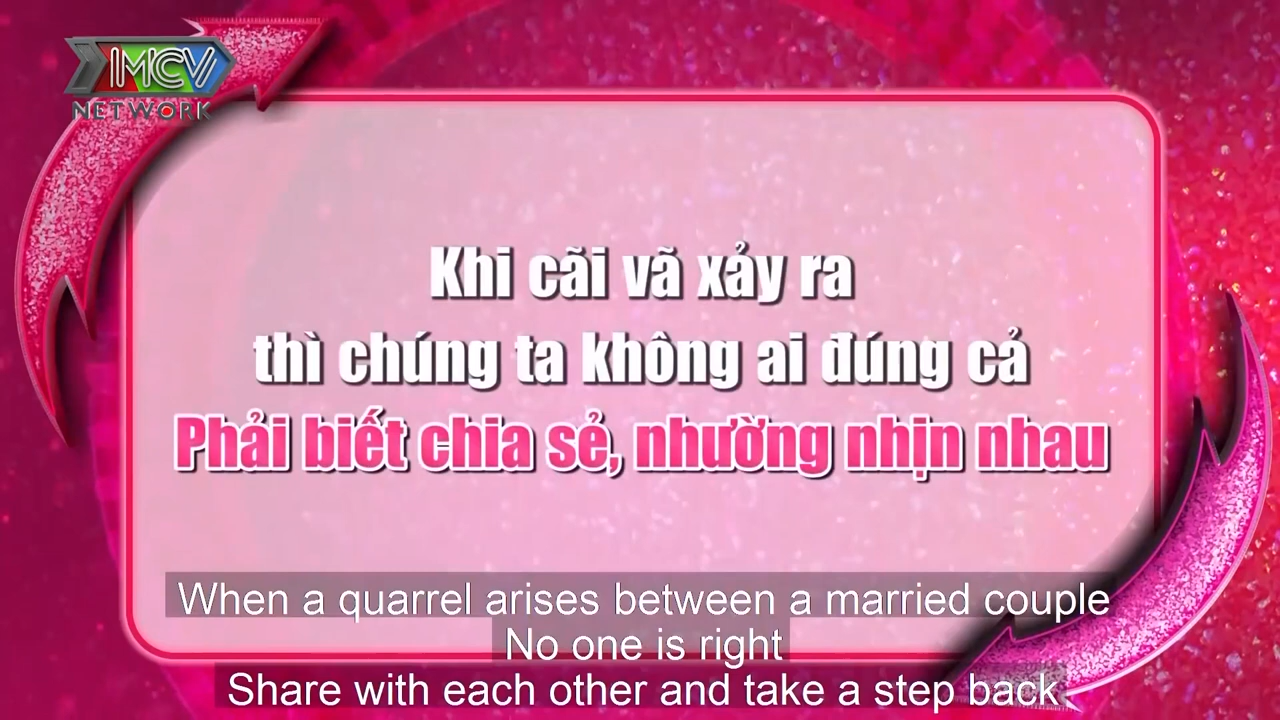 MCV
NETWORK
Khi cãi vã xảy ra
thì chúng ta không ai đúng cả
Phải biết chia sẻ, nhường nhịn nhau
When a quarrel arises between a married couple
No one is right
Share with each other and take a step back